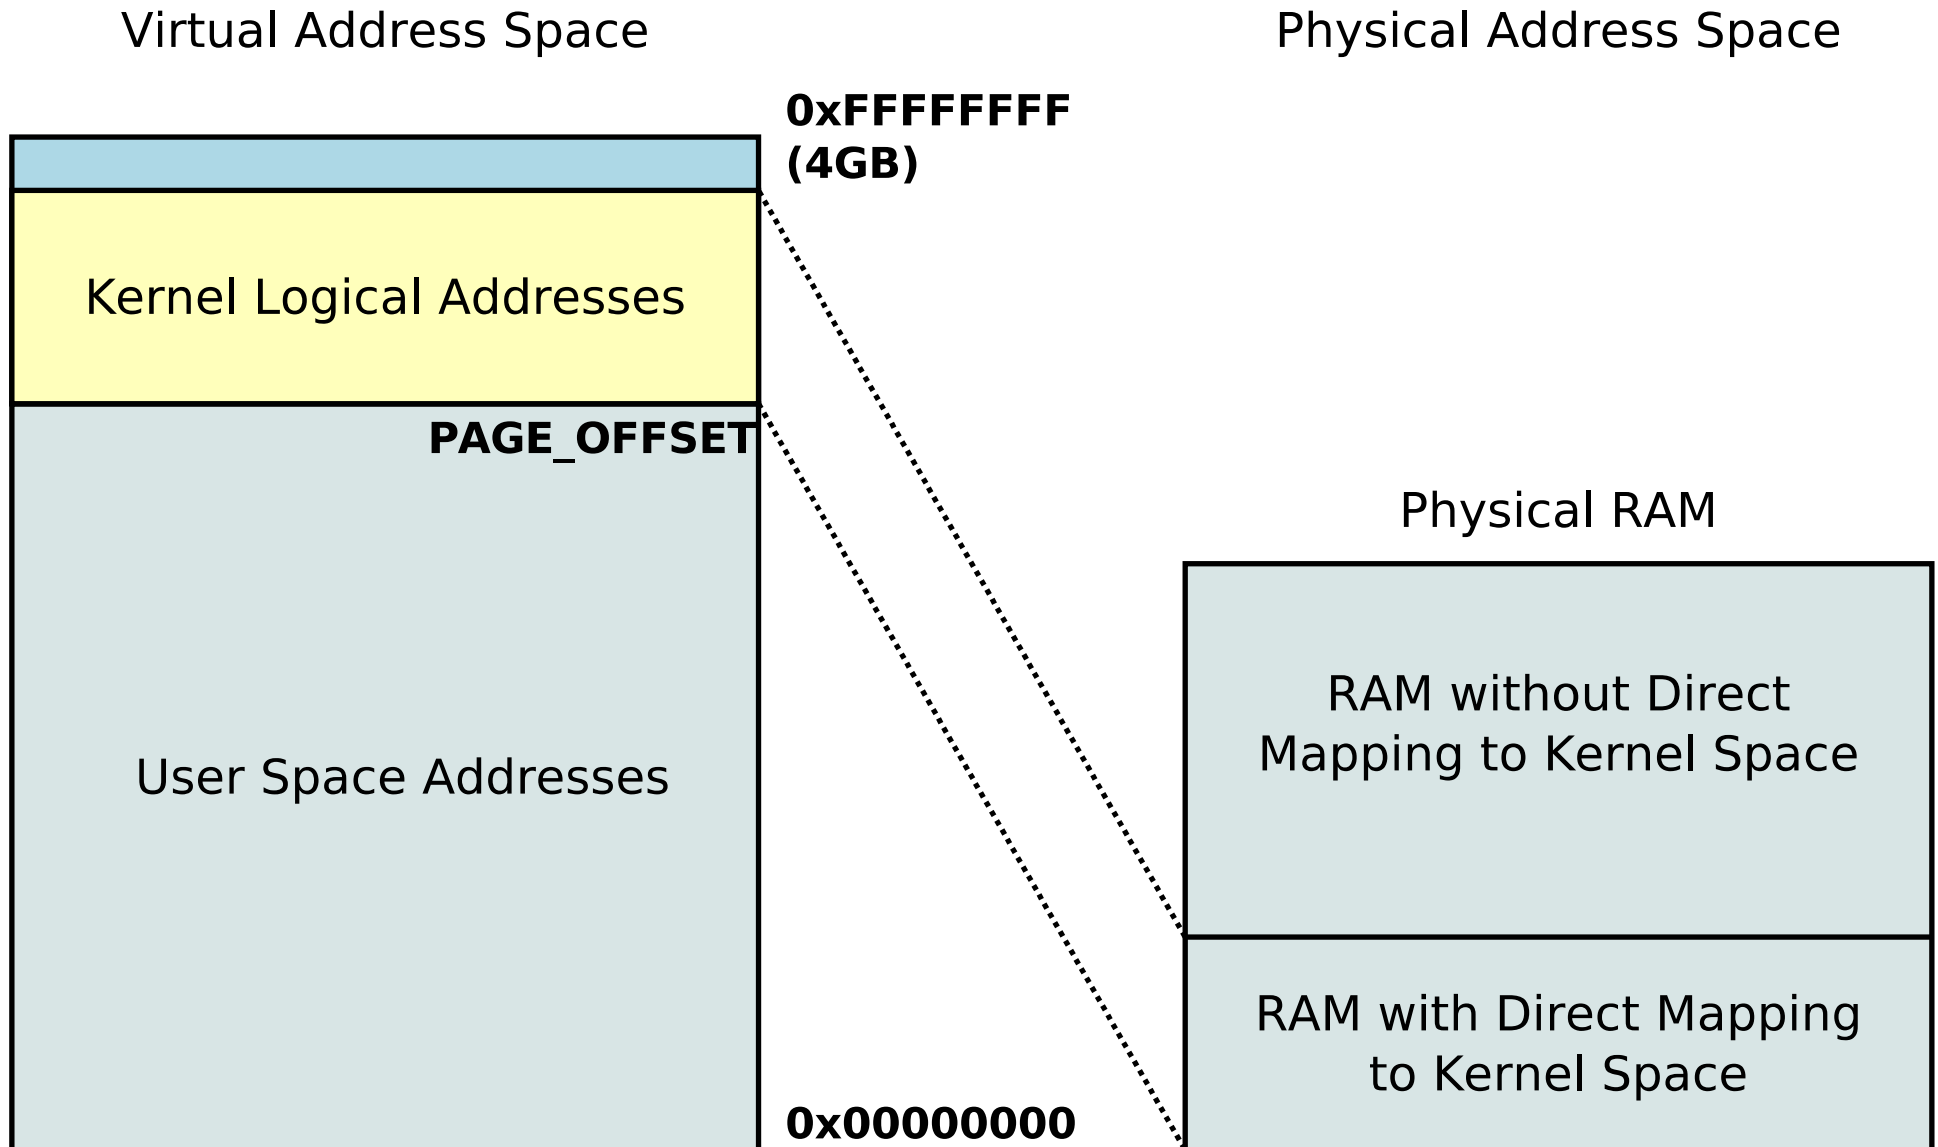 Virtual Address Space
Physical Address Space
0xFFFFFFFF
(4GB)
Kernel Logical Addresses
PAGE_OFFSET
Physical RAM
RAM without Direct
Mapping to Kernel Space
User Space Addresses
RAM with Direct Mapping
to Kernel Space
0x00000000